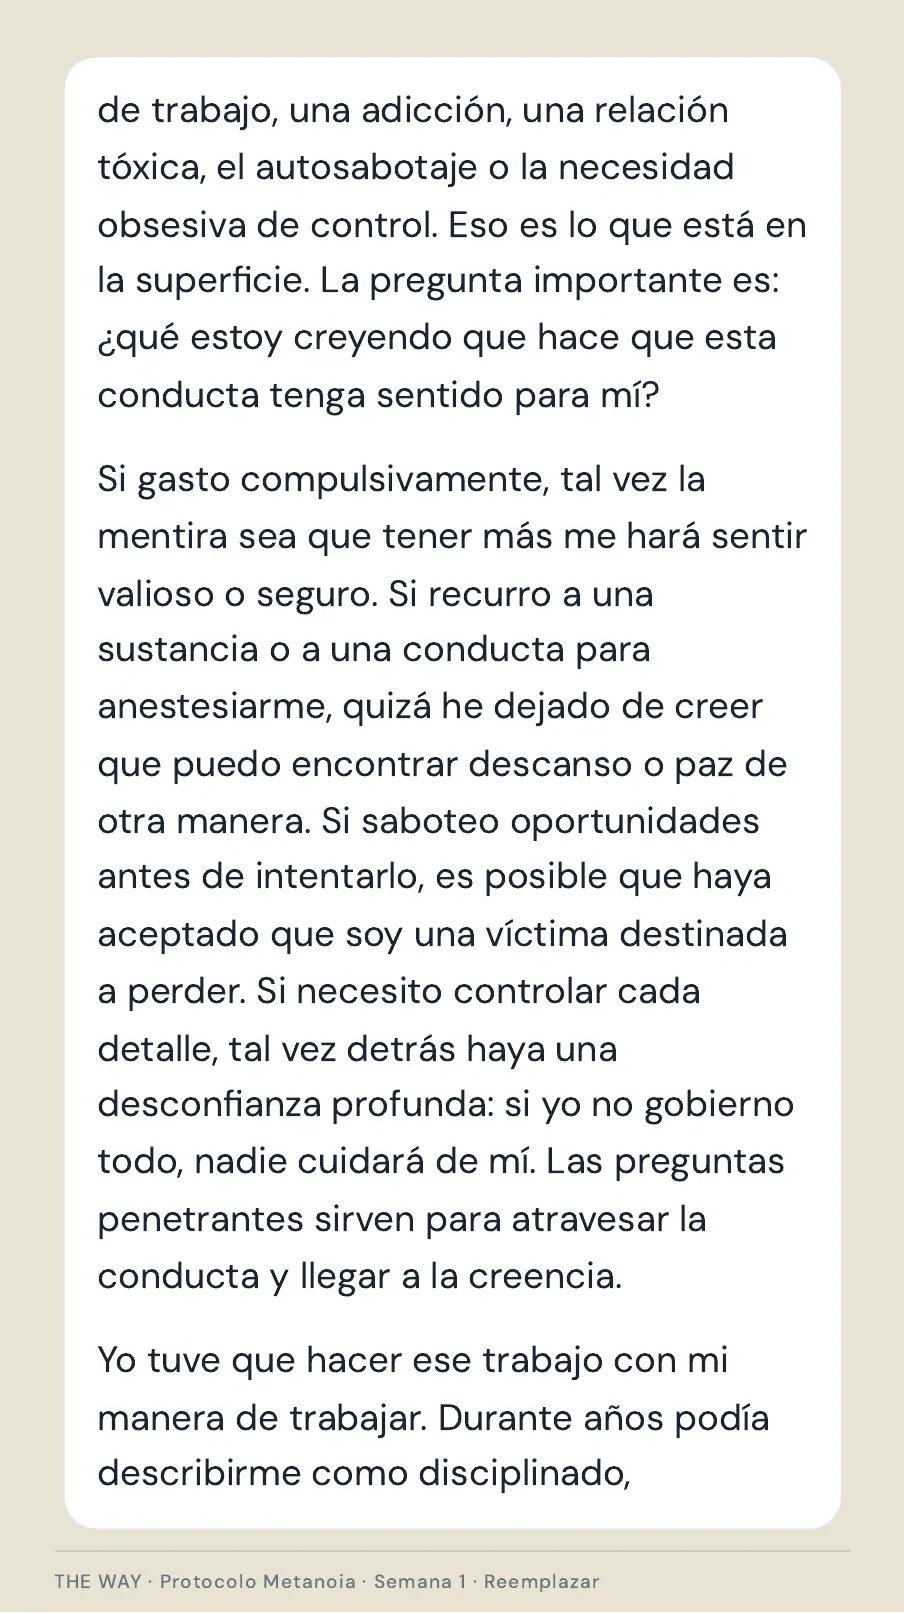 de trabajo, una adicción, una relación
tóxica, el autosabotaje o la necesidad
obsesiva de control. Eso es lo que está en
la superficie. La pregunta importante es:
¿qué estoy creyendo que hace que esta
conducta tenga sentido para mí?
Si gasto compulsivamente, tal vez la
mentira sea que tener más me hará sentir
valioso o seguro. Si recurro a una
sustancia o a una conducta para
anestesiarme, quizá he dejado de creer
que puedo encontrar descanso o paz de
otra manera. Si saboteo oportunidades
antes de intentarlo, es posible que haya
aceptado que soy una víctima destinada
a perder. Si necesito controlar cada
detalle, tal vez detrás haya una
desconfianza profunda: si yo no gobierno
todo, nadie cuidará de mí. Las preguntas
penetrantes sirven para atravesar la
conducta y llegar a la creencia.
Yo tuve que hacer ese trabajo con mi
manera de trabajar. Durante años podía
describirme como disciplinado,
THE WAY · Protocolo Metanoia · Semana 1 · Reemplazar